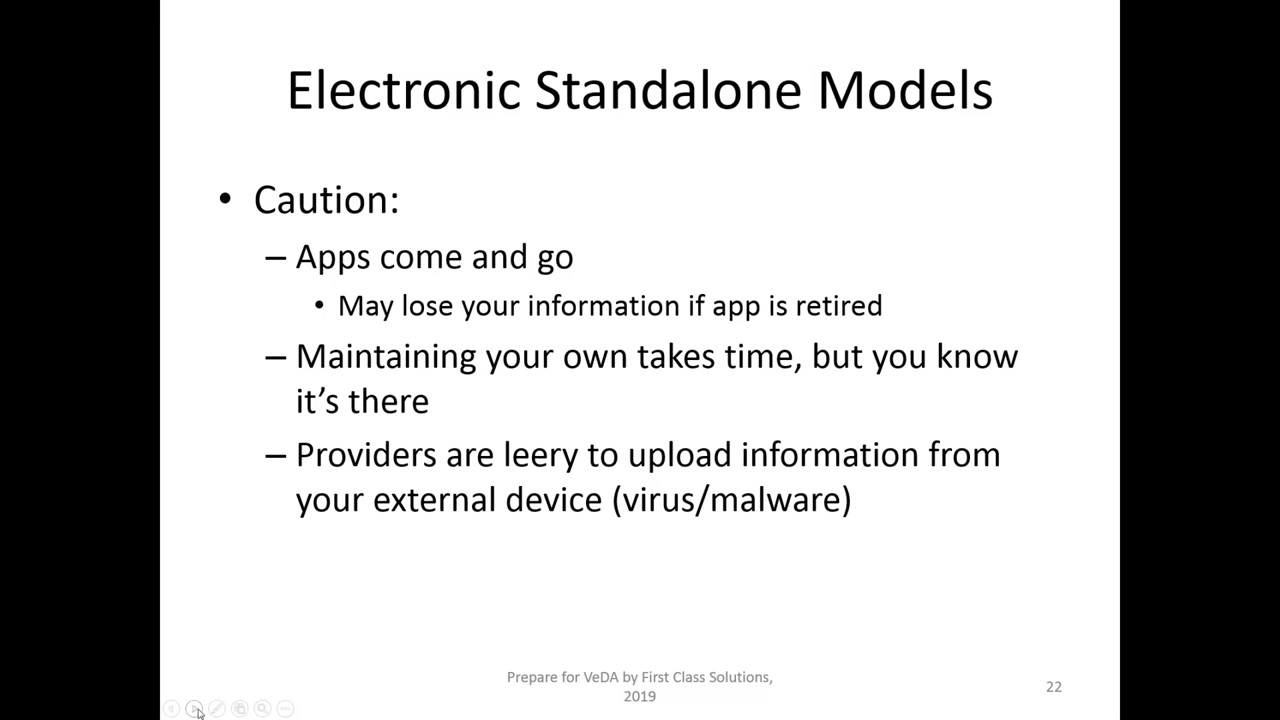 Electronic Standalone Models
• Caution:
– Apps come and go
• May lose your information if app is retired
– Maintaining your own takes time, but you know
it’s there
– Providers are leery to upload information from
your external device (virus/malware)
Prepare for VeDA by First Class Solutions,
2019
22